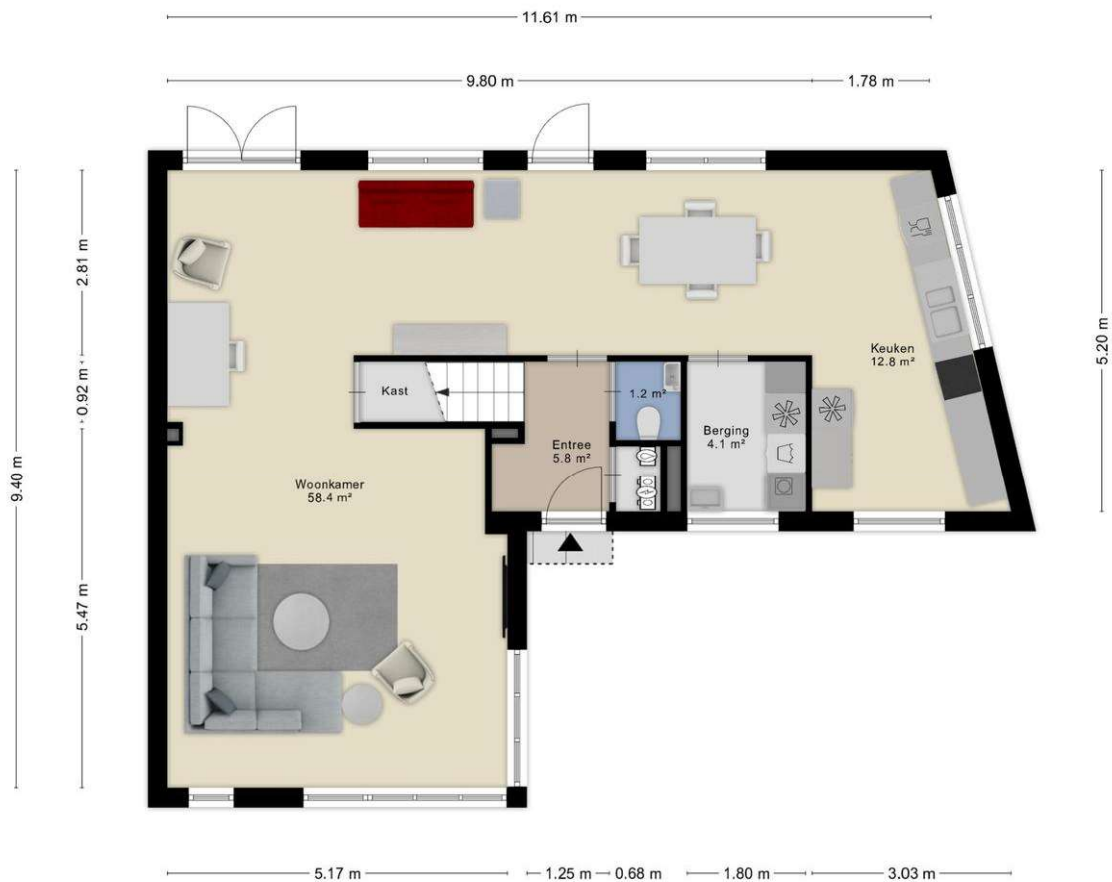 11.61 m
9.80 m
1.78 m
2.81 m
0.92 m
9.40 m
5.47 m
5.20 m
Keuken
12.8 m²
Kast
1.2 m²
Berging
4.1 m²
Entree
5.8 m²
Woonkamer
58.4 m²
5.17 m
1.25 m
0.68 m
1.80 m
3.03 m